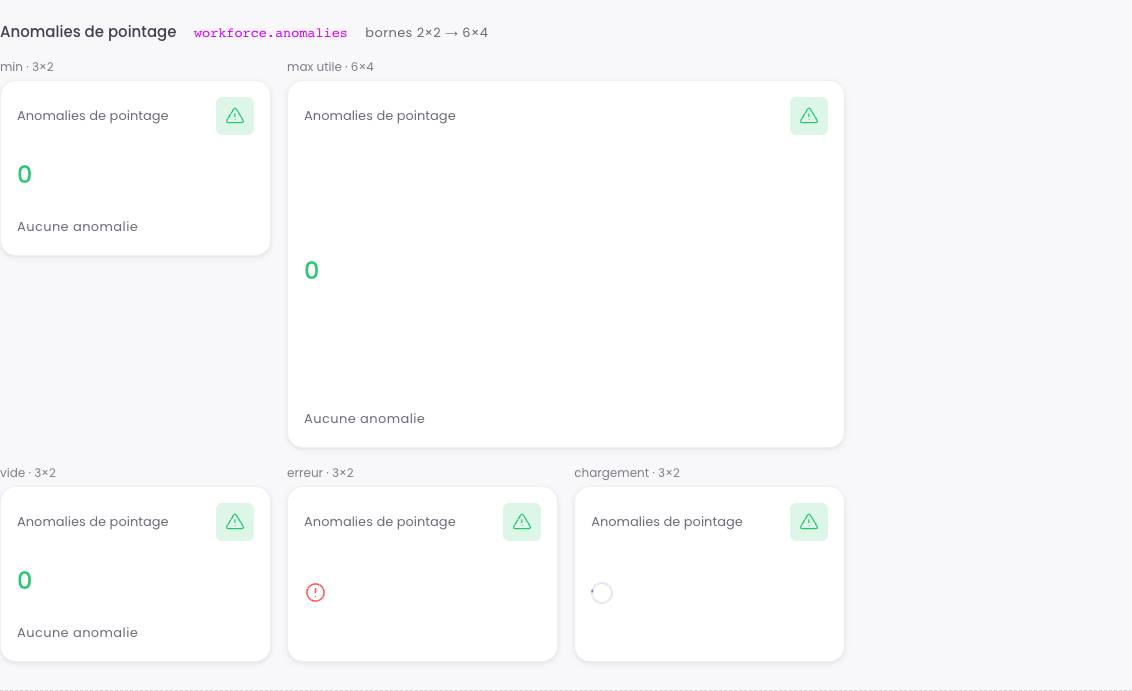 Anomalies de pointage workforce.anomalies bornes 2×2 → 6×4
min · 3×2
max utile · 6×4
Anomalies de pointage
0
Aucune anomalie
Anomalies de pointage
0
Aucune anomalie
vide · 3×2
erreur · 3×2
chargement · 3×2
Anomalies de pointage
0
Aucune anomalie
Anomalies de pointage
Anomalies de pointage